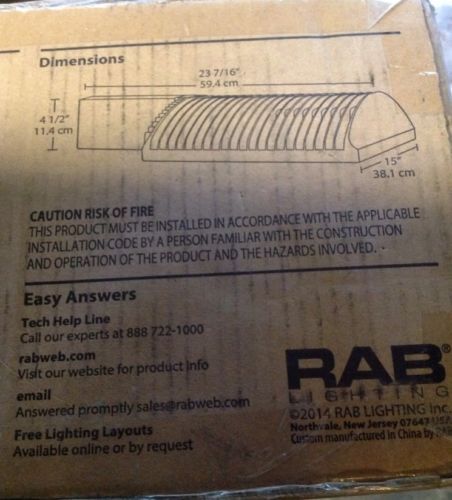 Dimensions
23 7/16"
59.4 cm
4 1/2"
11.4 cm
15"
38.1 cm
CAUTION RISK OF FIRE
THIS PRODUCT MUST BE INSTALLED IN ACCORDANCE WITH THE APPLICABLE
INSTALLATION CODE BY A PERSON FAMILIAR WITH THE CONSTRUCTION
AND OPERATION OF THE PRODUCT AND THE HAZARDS INVOLVED.
Easy Answers
Tech Help Line
Call our experts at 888 722-1000
rabweb.com
Visit our website for product info
email
Answered promptly sales@rabweb.com
Free Lighting Layouts
Available online or by request
RAB®
LIGHTING
©2014 RAB LIGHTING Inc.
Northvale, New Jersey 07647 USA
Custom manufactured in China by RAB